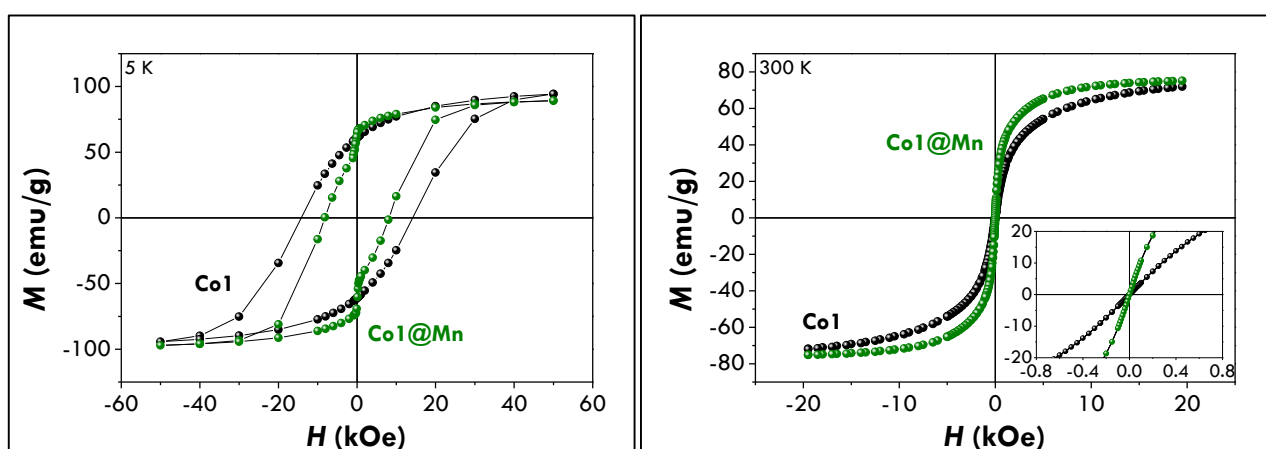 5 K
M (emu/g)
100
50
0
-50
-100
Co1
Co1@Mn
-60 -40 -20 0 20 40 60
H (kOe)
300 K
M (emu/g)
80
60
40
20
0
-20
-40
-60
-80
Co1@Mn
Co1
20
10
0
-10
-20
-0.8 -0.4 0.0 0.4 0.8
-20 -10 0 10 20
H (kOe)